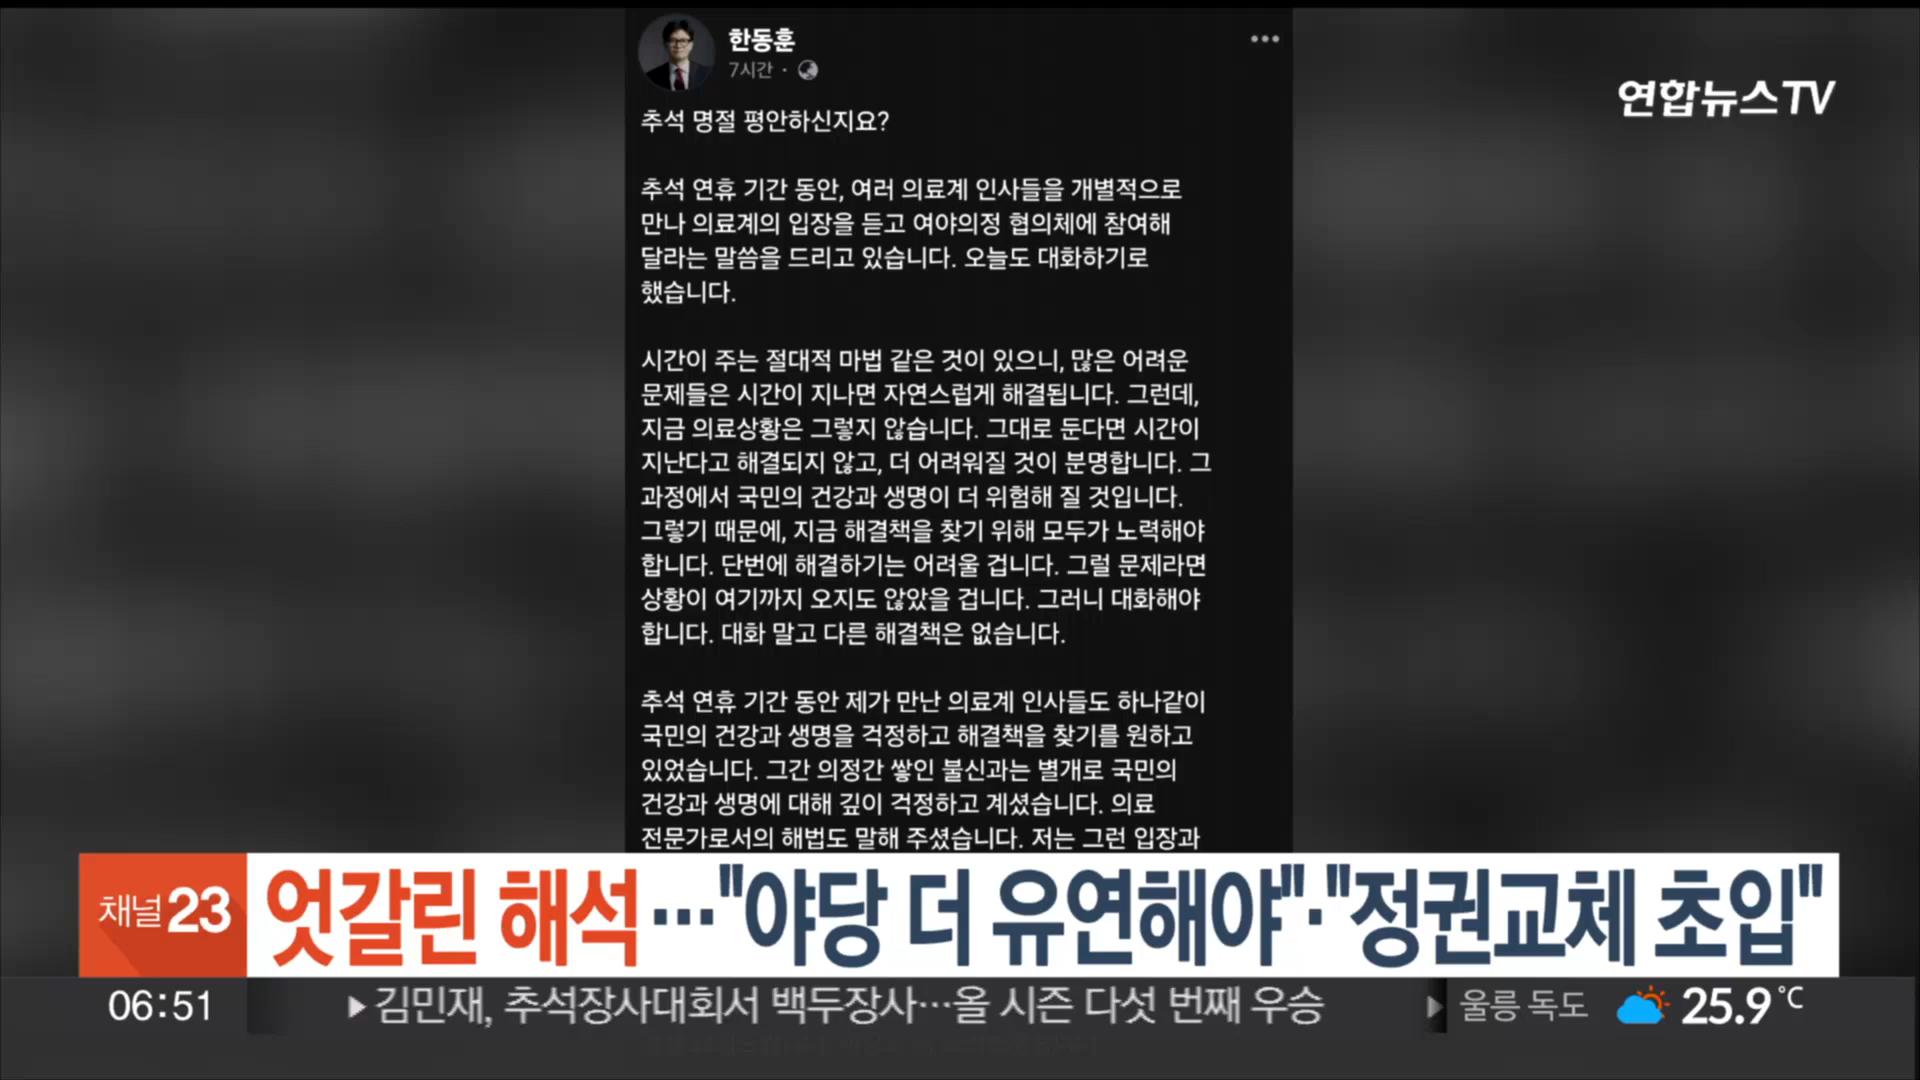 한동훈
7시간 ·
연합뉴스TV
추석 명절 평안하신지요?
추석 연휴 기간 동안, 여러 의료계 인사들을 개별적으로
만나 의료계의 입장을 듣고 여야의정 협의체에 참여해
달라는 말씀을 드리고 있습니다. 오늘도 대화하기로
했습니다.
시간이 주는 절대적 마법 같은 것이 있으니, 많은 어려운
문제들은 시간이 지나면 자연스럽게 해결됩니다. 그런데,
지금 의료상황은 그렇지 않습니다. 그대로 둔다면 시간이
지난다고 해결되지 않고, 더 어려워질 것이 분명합니다. 그
과정에서 국민의 건강과 생명이 더 위험해 질 것입니다.
그렇기 때문에, 지금 해결책을 찾기 위해 모두가 노력해야
합니다. 단번에 해결하기는 어려울 겁니다. 그럴 문제라면
상황이 여기까지 오지도 않았을 겁니다. 그러니 대화해야
합니다. 대화 말고 다른 해결책은 없습니다.
추석 연휴 기간 동안 제가 만난 의료계 인사들도 하나같이
국민의 건강과 생명을 걱정하고 해결책을 찾기를 원하고
있었습니다. 그간 의정간 쌓인 불신과는 별개로 국민의
건강과 생명에 대해 깊이 걱정하고 계셨습니다. 의료
전문가로서의 해법도 말해 주셨습니다. 저는 그런 입장과
채널 23
엇갈린 해석…"야당 더 유연해야"·"정권교체 초입"
06:51
▶김민재, 추석장사대회서 백두장사…올 시즌 다섯 번째 우승
▶ 울릉 독도 25.9℃